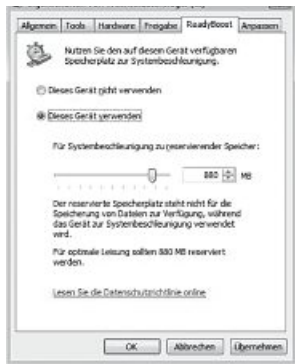 Allgemein Tools Hardware Freigabe ReadyBoost Anpassen
Nutzen Sie den auf diesem Gerät verfügbaren
Speicherplatz zur Systembeschleunigung.
Dieses Gerät nicht verwenden
Dieses Gerät verwenden
Für Systembeschleunigung zu reservierender Speicher:
880 MB
Der reservierte Speicherplatz steht nicht für die
Speicherung von Dateien zur Verfügung, während
das Gerät zur Systembeschleunigung verwendet
wird.
Für optimale Leisung sollten 880 MB reserviert
werden.
Lesen Sie die Datenschutzrichtlinie online
OK Abbrechen Übernehmen